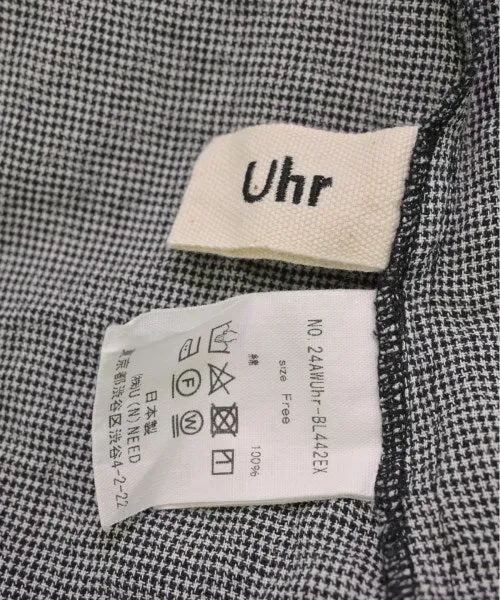 Uhr
NO.24AWUhr-BL442EX
size Free
綿 100%
F W
日本製
㈱U(N)NEED
東京都渋谷区渋谷4-2-22